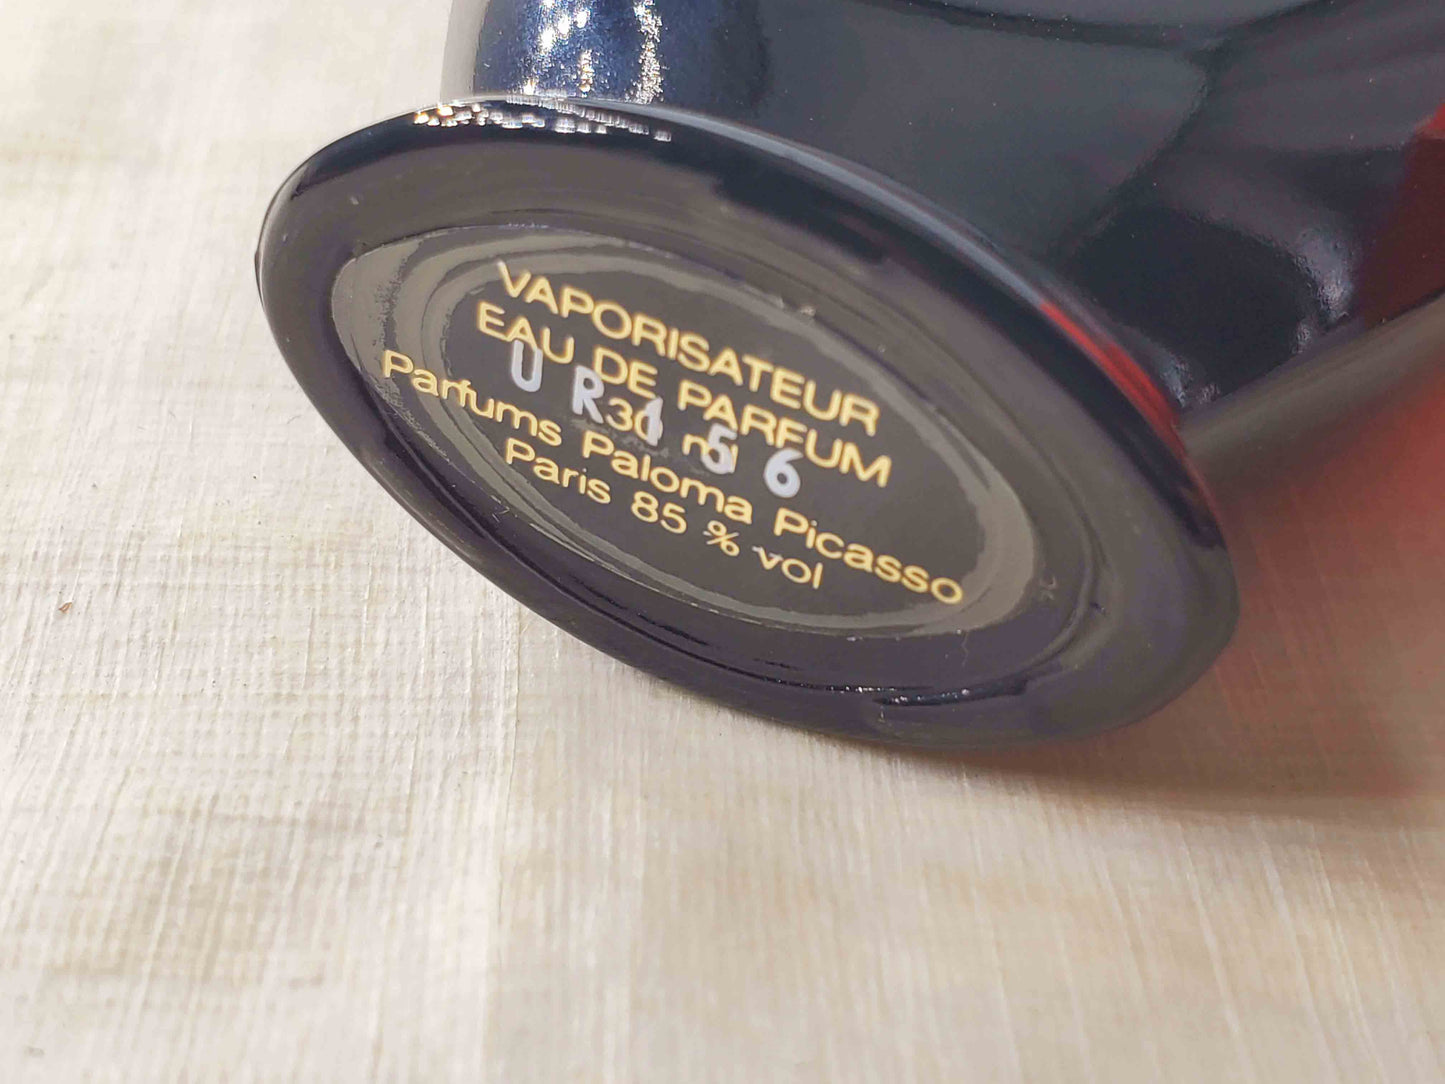 VAPORISATEUR
EAU DE PARFUM
30 ml
UR156
Parfums Paloma Picasso
Paris 85 % vol